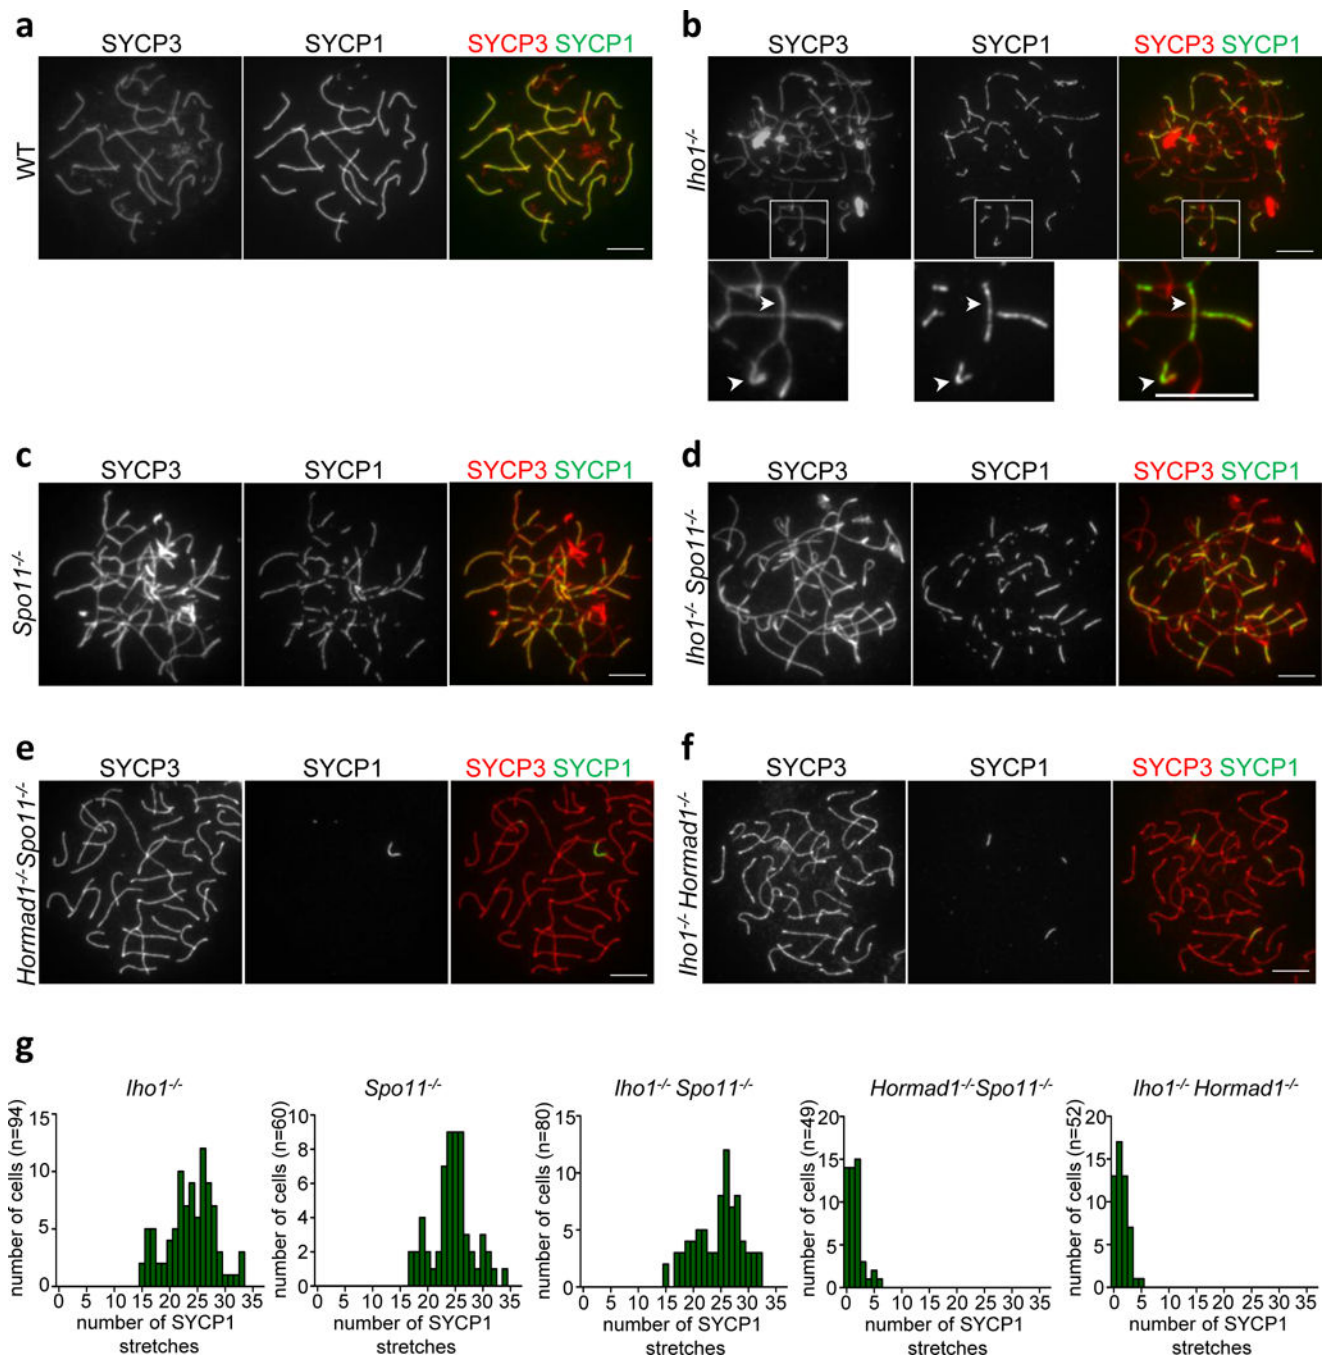 a
SYCP3 SYCP1 SYCP3 SYCP1
WT
b
SYCP3 SYCP1 SYCP3 SYCP1
Iho1-/-
c
SYCP3 SYCP1 SYCP3 SYCP1
Spo11-/-
d
SYCP3 SYCP1 SYCP3 SYCP1
Iho1-/- Spo11-/-
e
SYCP3 SYCP1 SYCP3 SYCP1
Hormad1-/-Spo11-/-
f
SYCP3 SYCP1 SYCP3 SYCP1
Iho1-/- Hormad1-/-
g
Iho1-/-
number of cells (n=94)
15
10
5
0
0 5 10 15 20 25 30 35
number of SYCP1
stretches
Spo11-/-
number of cells (n=60)
10
8
6
4
2
0
0 5 10 15 20 25 30 35
number of SYCP1
stretches
Iho1-/- Spo11-/-
number of cells (n=80)
15
10
5
0
0 5 10 15 20 25 30 35
number of SYCP1
stretches
Hormad1-/-Spo11-/-
number of cells (n=49)
20
15
10
5
0
0 5 10 15 20 25 30 35
number of SYCP1
stretches
Iho1-/- Hormad1-/-
number of cells (n=52)
20
15
10
5
0
0 5 10 15 20 25 30 35
number of SYCP1
stretches